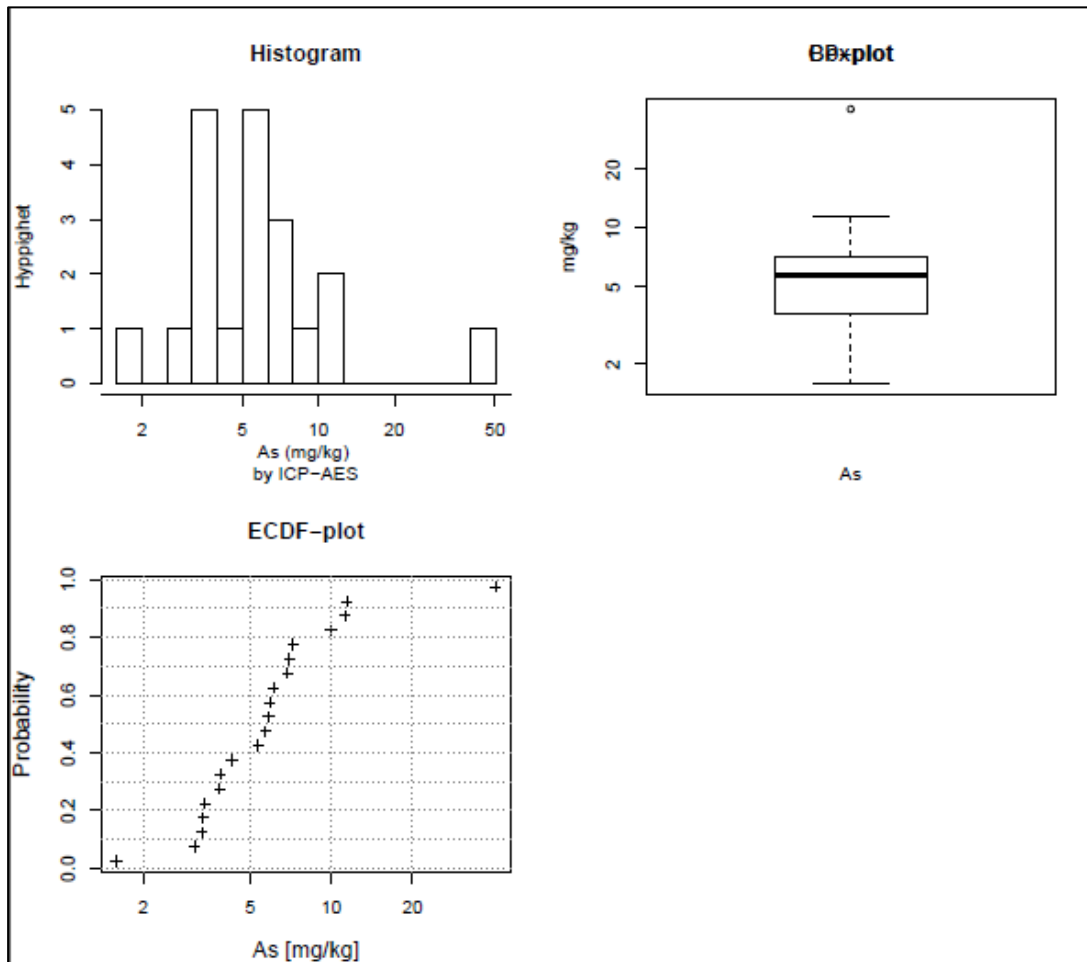 Histogram
5
4
3
2
1
0
Hyppighet
2 5 10 20 50
As (mg/kg)
by ICP−AES
20
10
5
2
mg/kg
As
ECDF−plot
1.0
0.8
0.6
0.4
0.2
0.0
Probability
2 5 10 20
As [mg/kg]